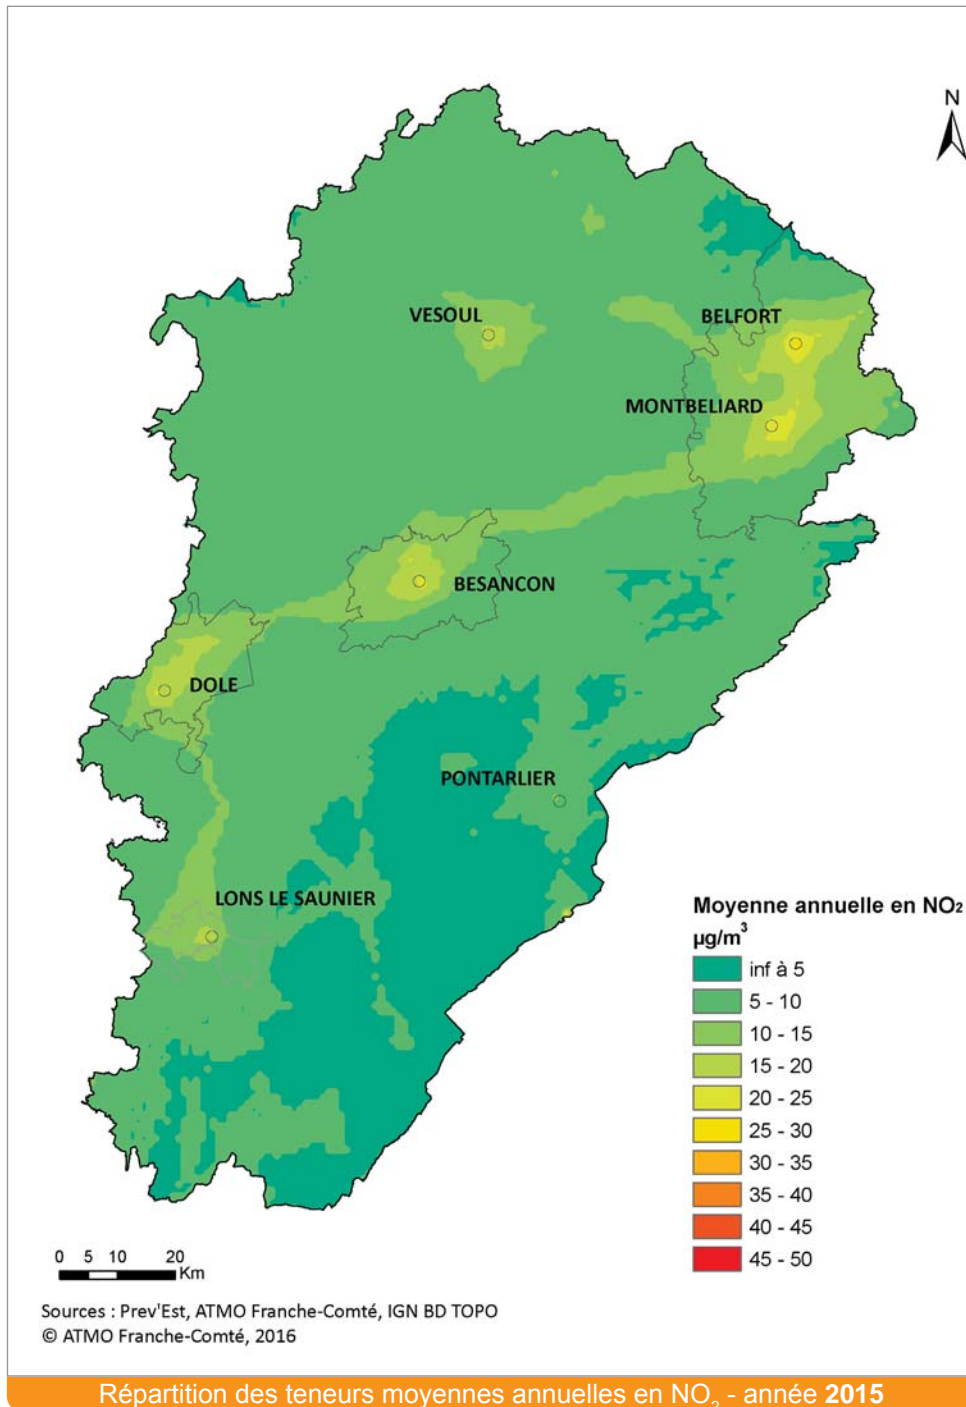 N
VESOUL
BELFORT
MONTBELIARD
BESANCON
DOLE
PONTARLIER
LONS LE SAUNIER
Moyenne annuelle en NO2
µg/m³
inf à 5
5 - 10
10 - 15
15 - 20
20 - 25
25 - 30
30 - 35
35 - 40
40 - 45
45 - 50
0 5 10 20
Km
Sources : Prev'Est, ATMO Franche-Comté, IGN BD TOPO
© ATMO Franche-Comté, 2016
Répartition des teneurs moyennes annuelles en NO₂ - année 2015